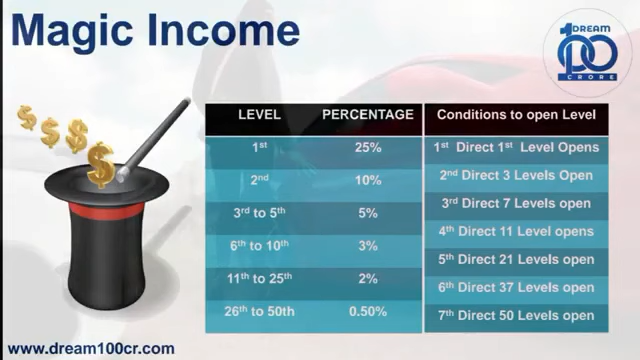 Magic Income
DREAM
100
CRORE
LEVEL PERCENTAGE Conditions to open Level
1st 25% 1st Direct 1st Level Opens
2nd 10% 2nd Direct 3 Levels Open
3rd to 5th 5% 3rd Direct 7 Levels open
6th to 10th 3% 4th Direct 11 Levels opens
11th to 25th 2% 5th Direct 21 Levels open
26th to 50th 0.50% 6th Direct 37 Levels open
7th Direct 50 Levels open
www.dream100cr.com